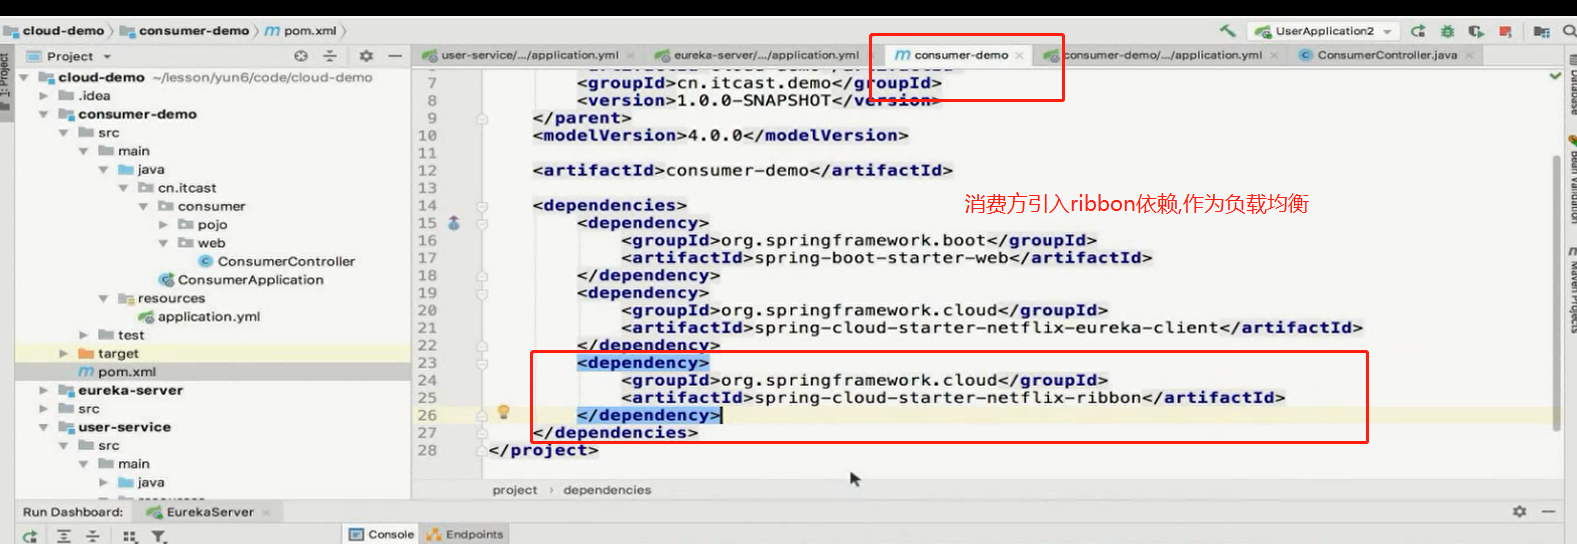 cloud-demo consumer-demo pom.xml UserApplication2
Project user-service/.../application.yml eureka-server/.../application.yml consumer-demo consumer-demo/.../application.yml ConsumerController.java
1: Project
cloud-demo ~/lesson/yun6/code/cloud-demo
.idea
consumer-demo
src
main
java
cn.itcast
consumer
pojo
web
ConsumerController
ConsumerApplication
resources
application.yml
test
target
pom.xml
eureka-server
src
user-service
src
main
java
7 <groupId>cn.itcast.demo</groupId>
8 <version>1.0.0-SNAPSHOT</version>
9 </parent>
10 <modelVersion>4.0.0</modelVersion>
11
12 <artifactId>consumer-demo</artifactId>
13
14 <dependencies>
消费方引入ribbon依赖,作为负载均衡
15 <dependency>
16 <groupId>org.springframework.boot</groupId>
17 <artifactId>spring-boot-starter-web</artifactId>
18 </dependency>
19 <dependency>
20 <groupId>org.springframework.cloud</groupId>
21 <artifactId>spring-cloud-starter-netflix-eureka-client</artifactId>
22 </dependency>
23 <dependency>
24 <groupId>org.springframework.cloud</groupId>
25 <artifactId>spring-cloud-starter-netflix-ribbon</artifactId>
26 </dependency>
27 </dependencies>
28 </project>
project › dependencies
Database
Bean Validation
Maven Projects
Run Dashboard: EurekaServer
Console Endpoints